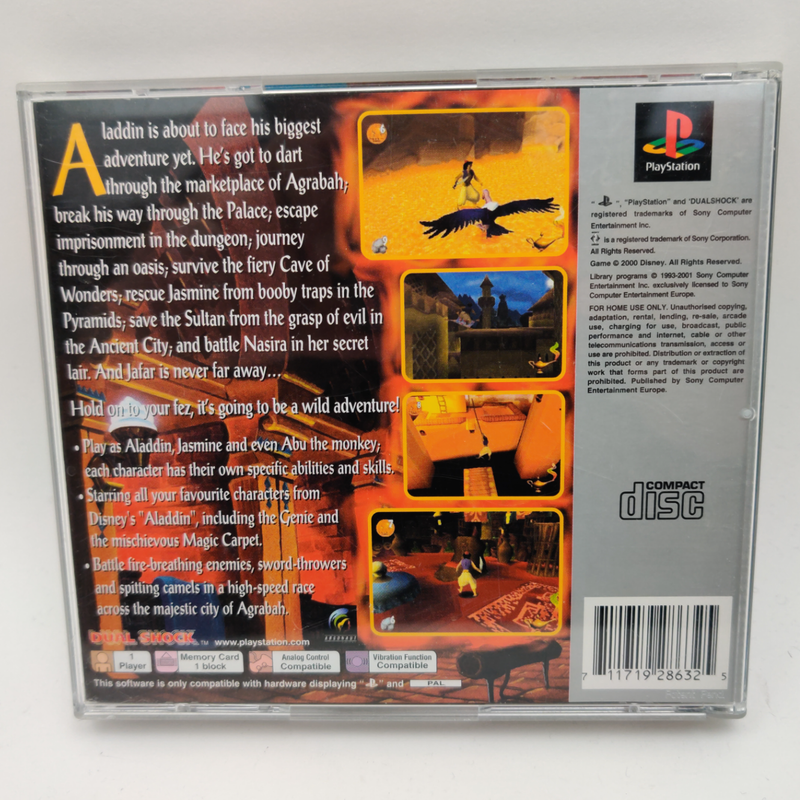 Aladdin is about to face his biggest
adventure yet. He's got to dart
through the marketplace of Agrabah;
break his way through the Palace; escape
imprisonment in the dungeon; journey
through an oasis; survive the fiery Cave of
Wonders; rescue Jasmine from booby traps in the
Pyramids; save the Sultan from the grasp of evil in
the Ancient City; and battle Nasira in her secret
lair. And Jafar is never far away...
Hold on to your fez, it's going to be a wild adventure!
• Play as Aladdin, Jasmine and even Abu the monkey;
each character has their own specific abilities and skills.
• Starring all your favourite characters from
Disney's "Aladdin", including the Genie and
the mischievous Magic Carpet.
• Battle fire-breathing enemies, sword-throwers
and spitting camels in a high-speed race
across the majestic city of Agrabah.
DUAL SHOCK™ www.playstation.com
1
Player
Memory Card
1 block
Analog Control
Compatible
Vibration Function
Compatible
This software is only compatible with hardware displaying " " and PAL
6
PlayStation
" ", "PlayStation" and 'DUALSHOCK' are
registered trademarks of Sony Computer
Entertainment Inc.
is a registered trademark of Sony Corporation.
All Rights Reserved.
Game © 2000 Disney. All Rights Reserved.
Library programs © 1993-2001 Sony Computer
Entertainment Inc. exclusively licensed to Sony
Computer Entertainment Europe.
FOR HOME USE ONLY. Unauthorised copying,
adaptation, rental, lending, re-sale, arcade
use, charging for use, broadcast, public
performance and internet, cable or other
telecommunications transmission, access or
use are prohibited. Distribution or extraction of
this product or any trademark or copyright
work that forms part of this product are
prohibited. Published by Sony Computer
Entertainment Europe.
COMPACT
disc
7 11719 28632 5